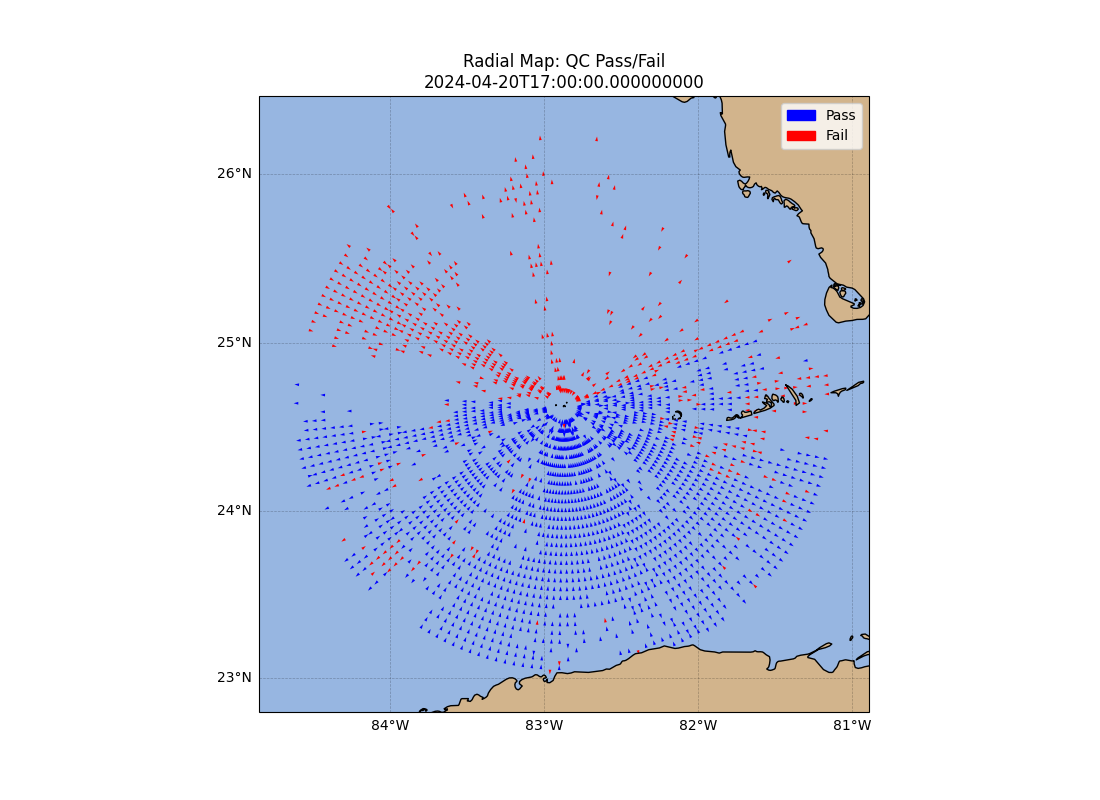 Radial Map: QC Pass/Fail
2024-04-20T17:00:00.000000000
Pass
Fail
26°N
25°N
24°N
23°N
84°W
83°W
82°W
81°W